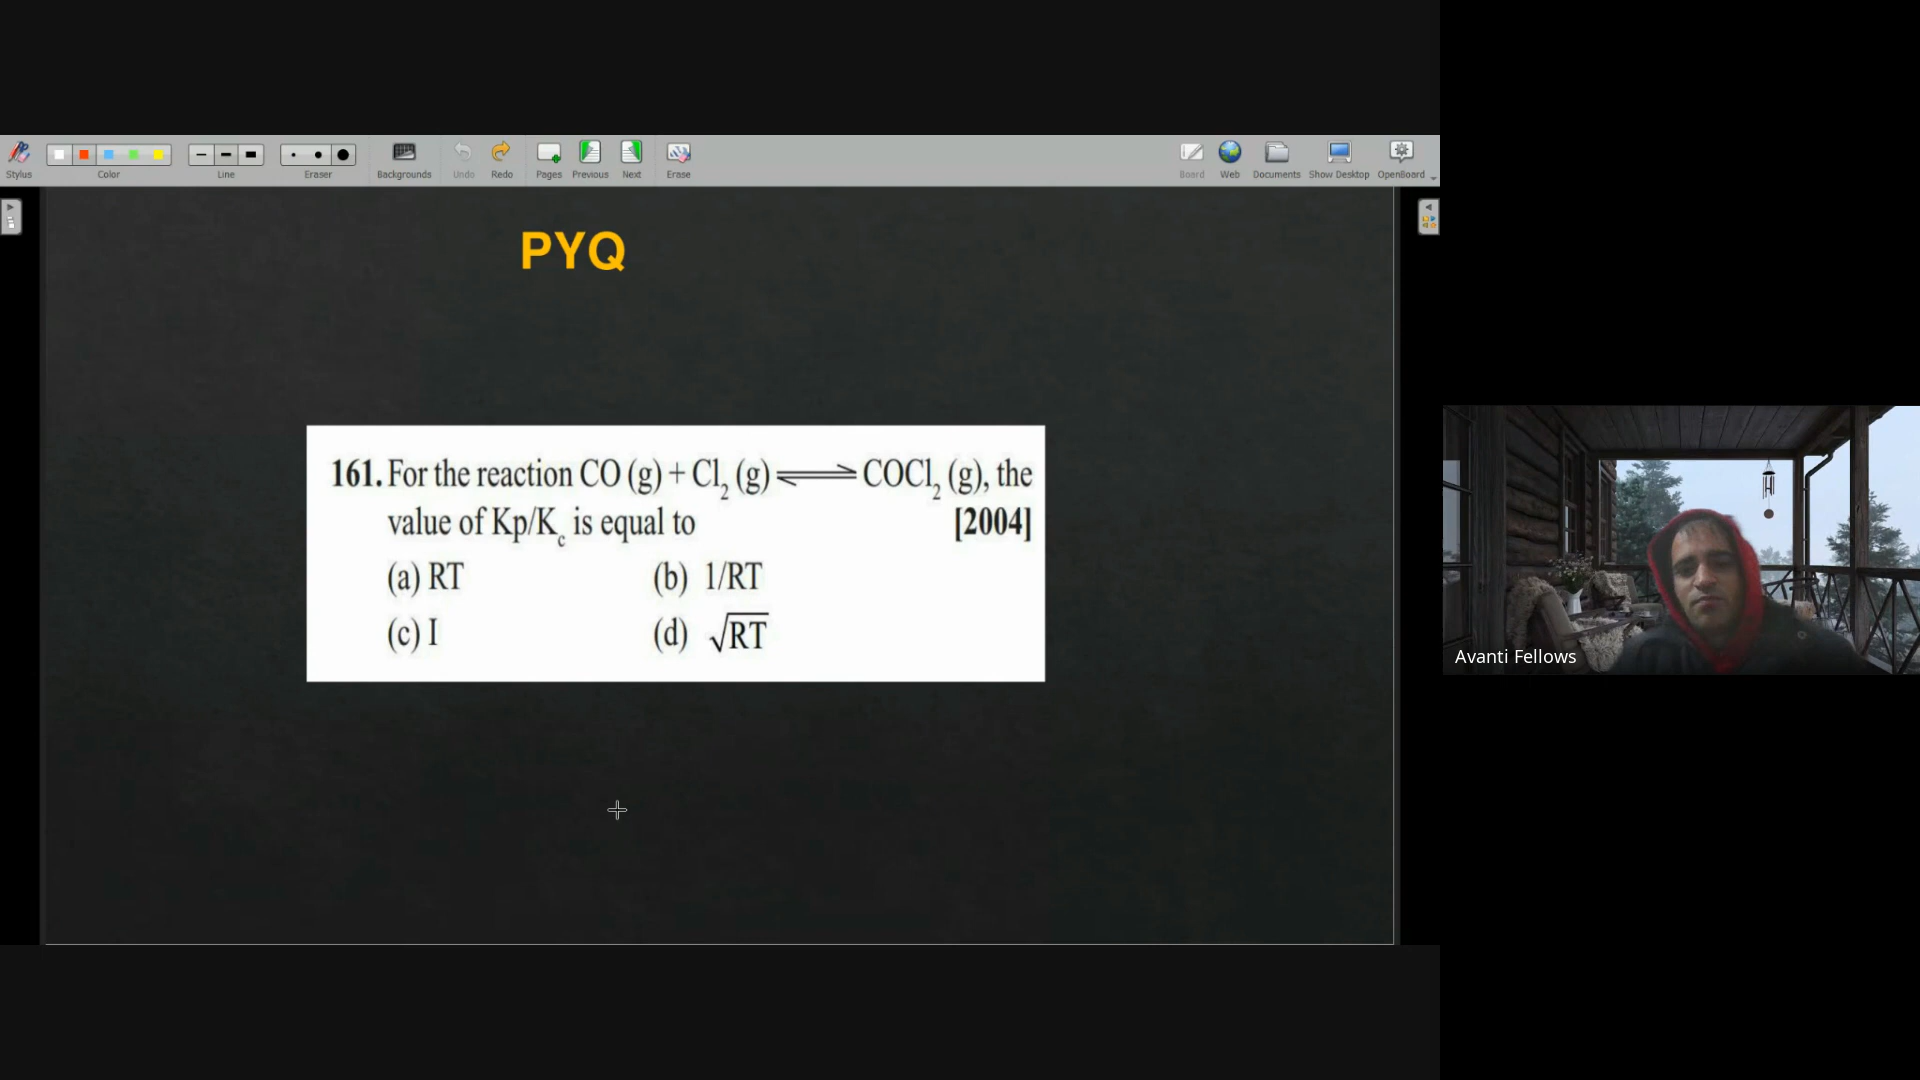 Stylus
Color
Line
Eraser
Backgrounds
Undo
Redo
Pages
Previous
Next
Erase
Board
Web
Documents
Show Desktop
OpenBoard
PYQ
161. For the reaction CO (g) + Cl₂ (g) ⇌ COCl₂ (g), the
value of Kp/K꜀ is equal to [2004]
(a) RT (b) 1/RT
(c) I (d) √RT
Avanti Fellows